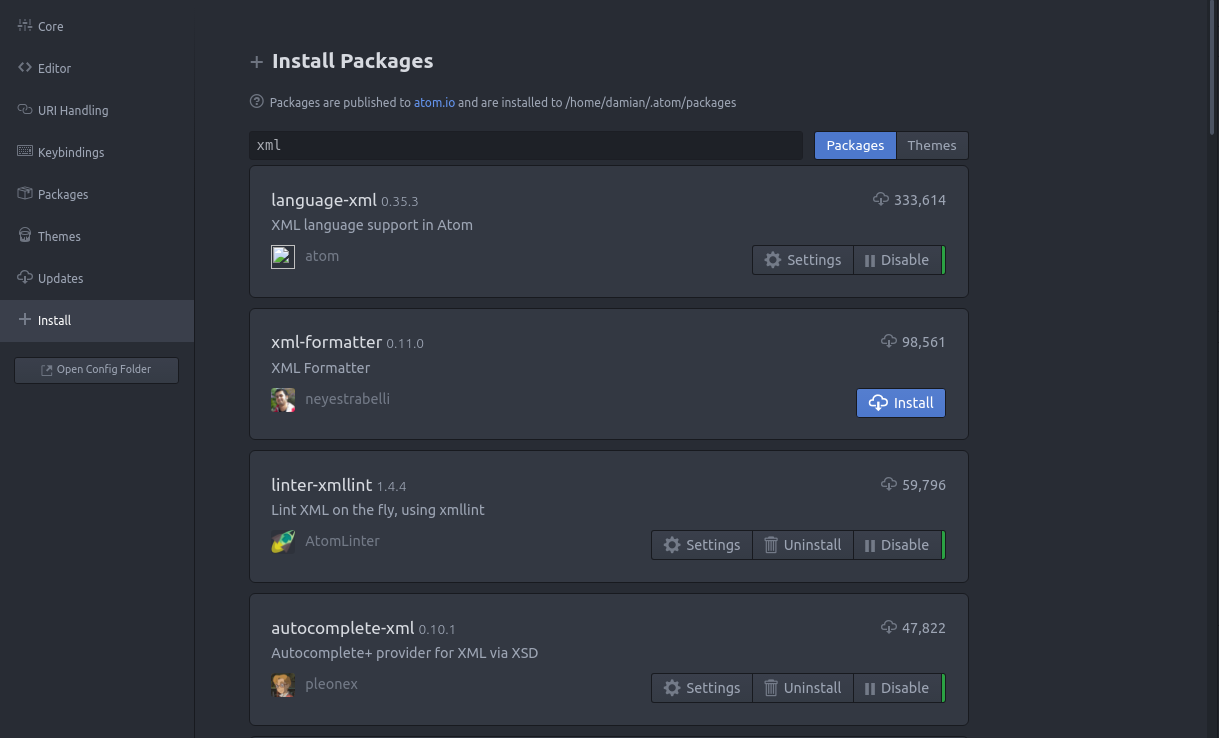 Core
Editor
URI Handling
Keybindings
Packages
Themes
Updates
Install
Open Config Folder
Install Packages
Packages are published to atom.io and are installed to /home/damian/.atom/packages
xml
Packages Themes
language-xml 0.35.3 333,614
XML language support in Atom
atom Settings Disable
xml-formatter 0.11.0 98,561
XML Formatter
neyestrabelli Install
linter-xmllint 1.4.4 59,796
Lint XML on the fly, using xmllint
AtomLinter Settings Uninstall Disable
autocomplete-xml 0.10.1 47,822
Autocomplete+ provider for XML via XSD
pleonex Settings Uninstall Disable